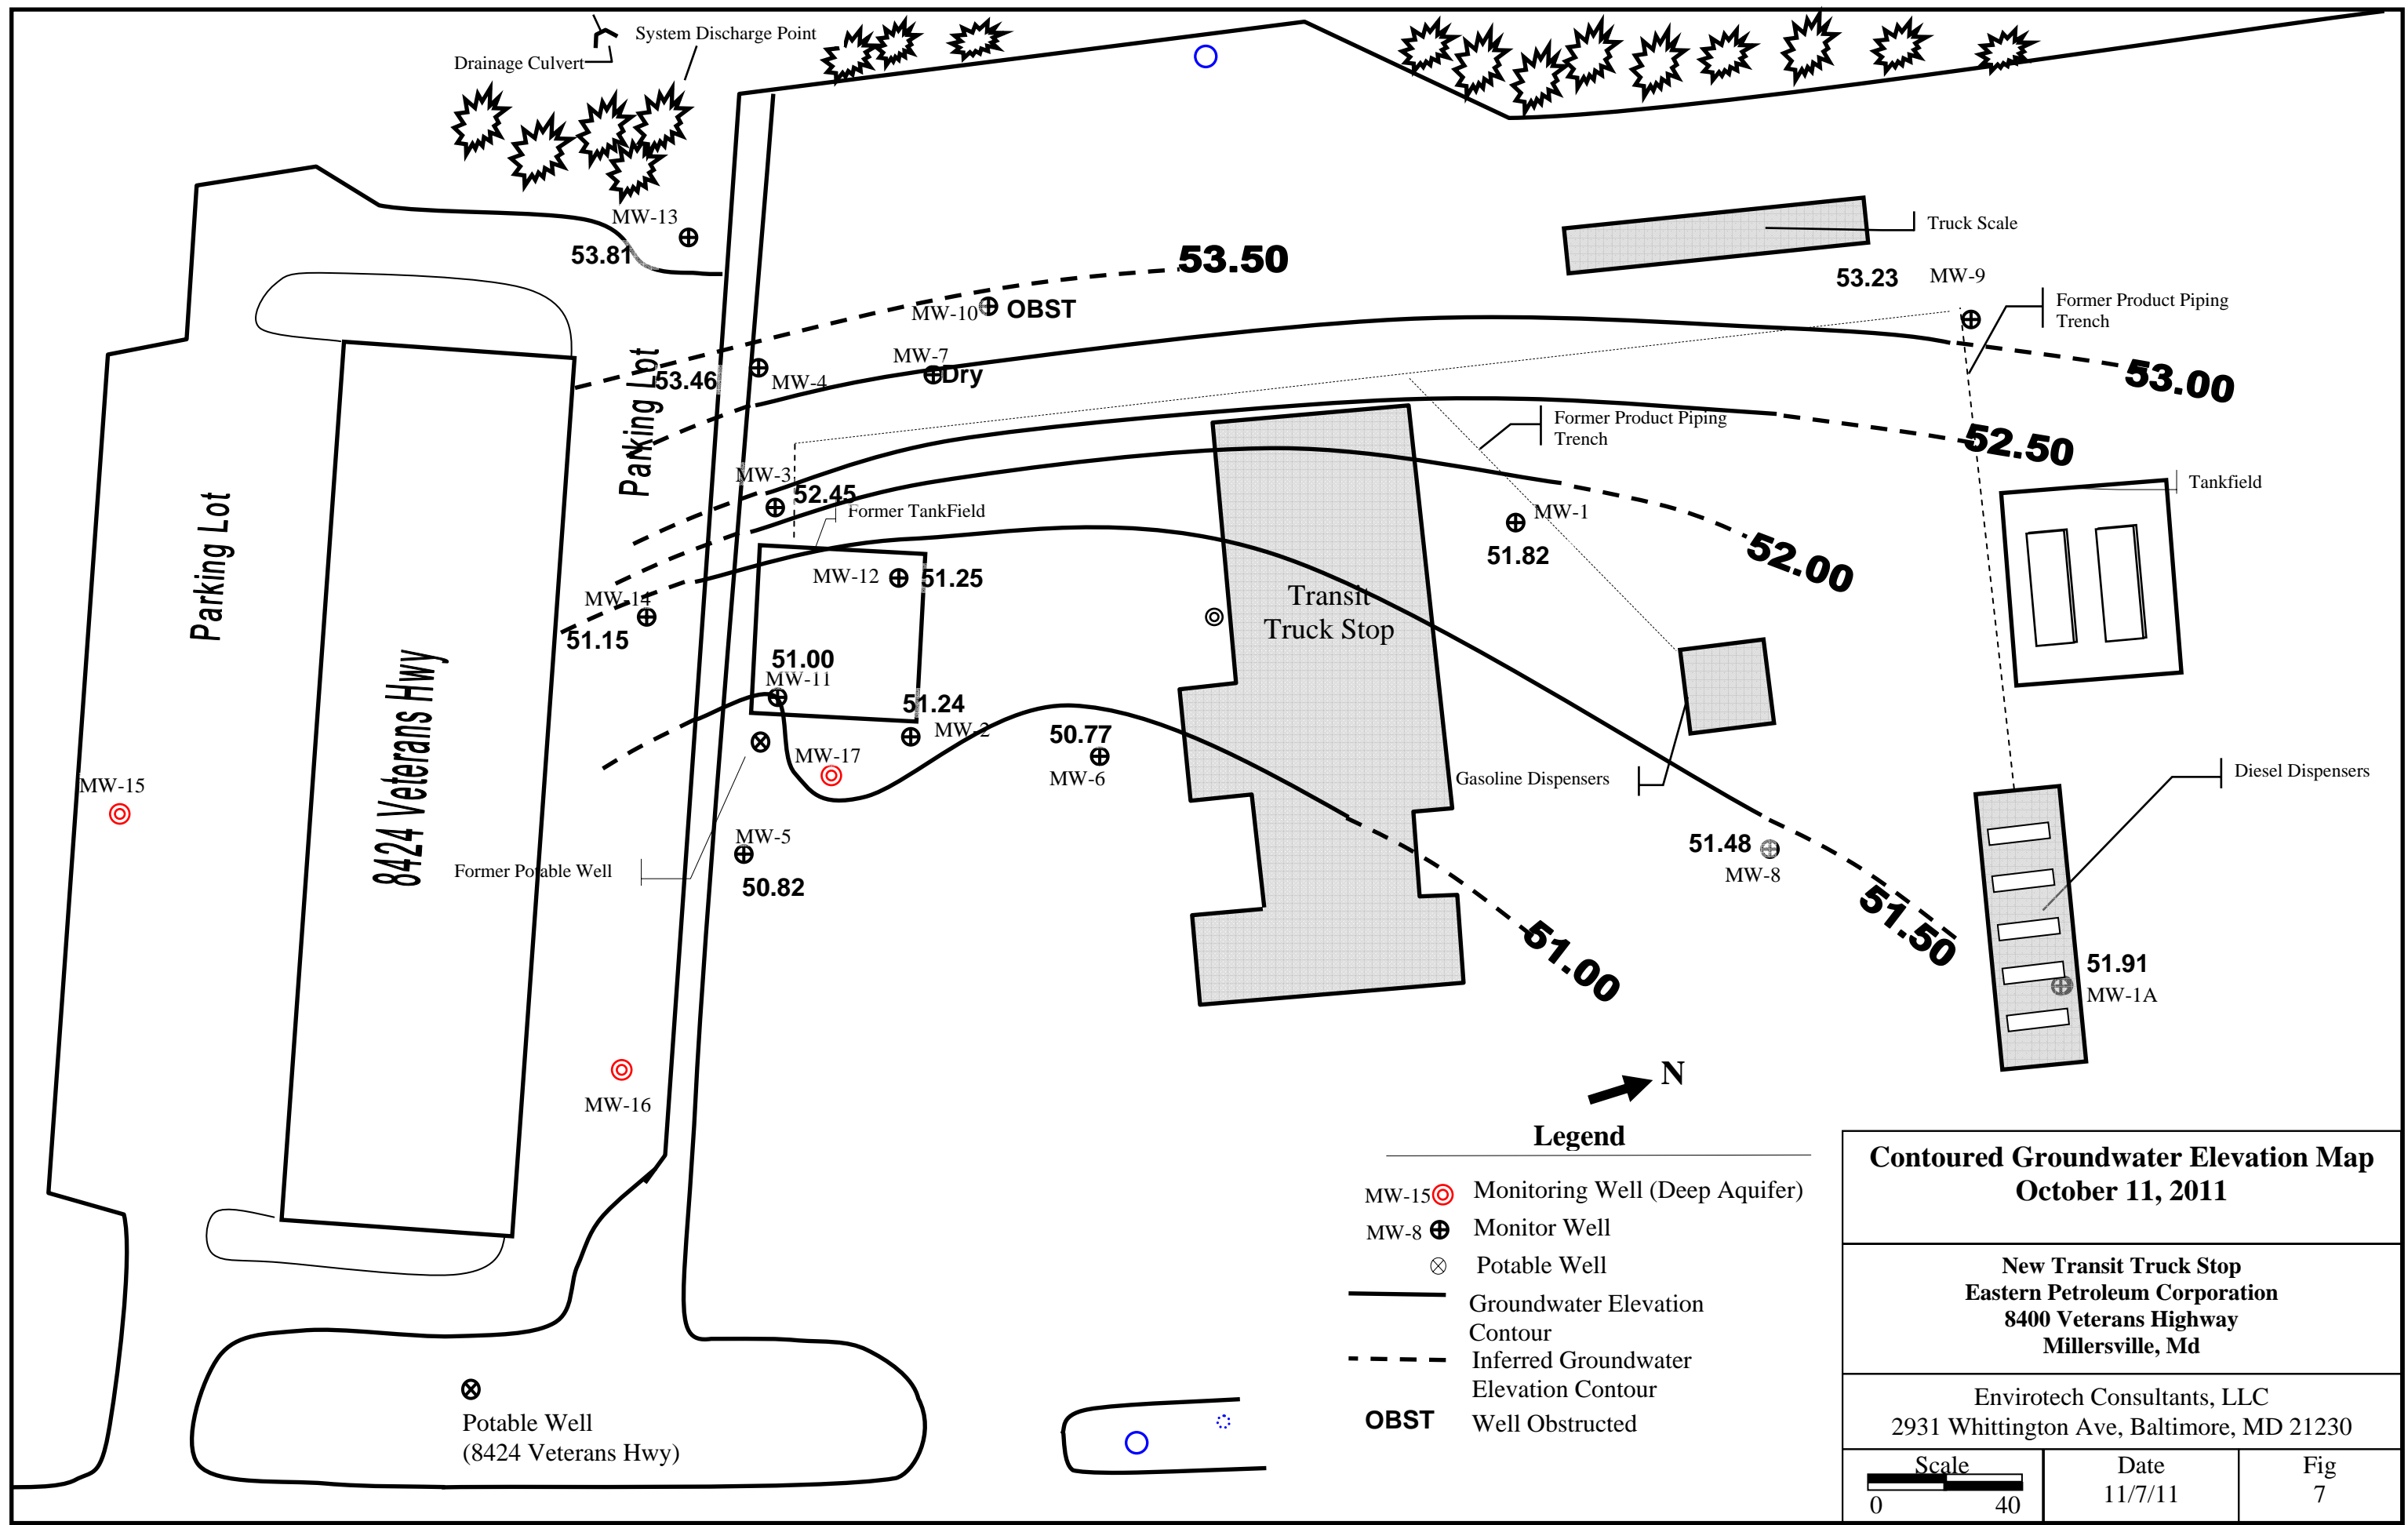 System Discharge Point
Drainage Culvert
MW-13
53.81
53.50
Truck Scale
53.23
MW-9
Former Product Piping
Trench
MW-10
OBST
MW-7
Dry
53.46
MW-4
53.00
Parking Lot
Former Product Piping
Trench
52.50
MW-3
52.45
Former TankField
Tankfield
MW-1
51.82
52.00
Parking Lot
MW-12
51.25
MW-14
51.15
Transit
Truck Stop
51.00
MW-11
51.24
MW-2
8424 Veterans Hwy
MW-17
50.77
MW-6
Gasoline Dispensers
Diesel Dispensers
MW-15
MW-5
50.82
Former Potable Well
51.48
MW-8
51.50
51.00
51.91
MW-1A
MW-16
N
Legend
MW-15
Monitoring Well (Deep Aquifer)
MW-8
Monitor Well
Potable Well
Groundwater Elevation
Contour
Inferred Groundwater
Elevation Contour
OBST
Well Obstructed
Potable Well
(8424 Veterans Hwy)
Contoured Groundwater Elevation Map
October 11, 2011
New Transit Truck Stop
Eastern Petroleum Corporation
8400 Veterans Highway
Millersville, Md
Envirotech Consultants, LLC
2931 Whittington Ave, Baltimore, MD 21230
Scale
0 40
Date
11/7/11
Fig
7